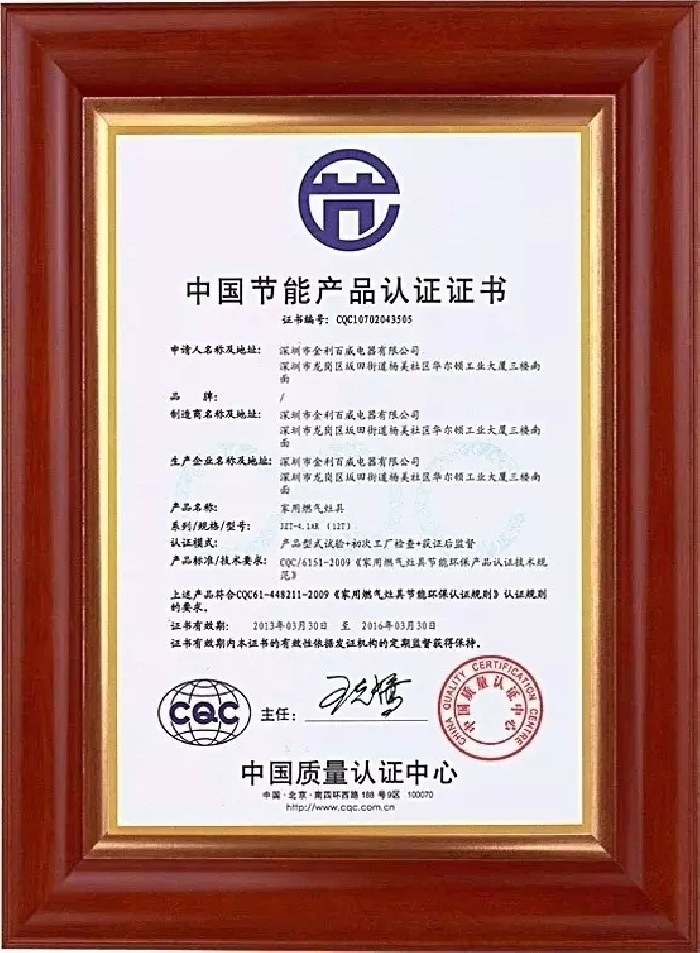 中国节能产品认证证书
证书编号: CQC10702043505
申请人名称及地址: 深圳市金利百威电器有限公司
深圳市龙岗区坂田街道杨美社区华尔顿工业大厦三楼南
面
品 牌: /
制造商名称及地址: 深圳市金利百威电器有限公司
深圳市龙岗区坂田街道杨美社区华尔顿工业大厦三楼南
面
生产企业名称及地址: 深圳市金利百威电器有限公司
深圳市龙岗区坂田街道杨美社区华尔顿工业大厦三楼南
面
产品名称: 家用燃气灶具
系列/规格/型号: JZT-4.1AR (12T)
认证模式: 产品型式试验+初次工厂检查+获证后监督
产品标准/技术要求: CQC/6151-2009《家用燃气灶具节能环保产品认证技术规
范》
上述产品符合CQC61-448211-2009《家用燃气灶具节能环保认证规则》认证规则
的要求。
证书有效期: 2013年03月30日 至 2016年03月30日
证书有效期内本证书的有效性依据发证机构的定期监督获得保持。
CQC
主任:
CHINA QUALITY CERTIFICATION CENTRE
中国质量认证中心
中国质量认证中心
中国·北京·南四环西路 188 号9区 100070
http://www.cqc.com.cn